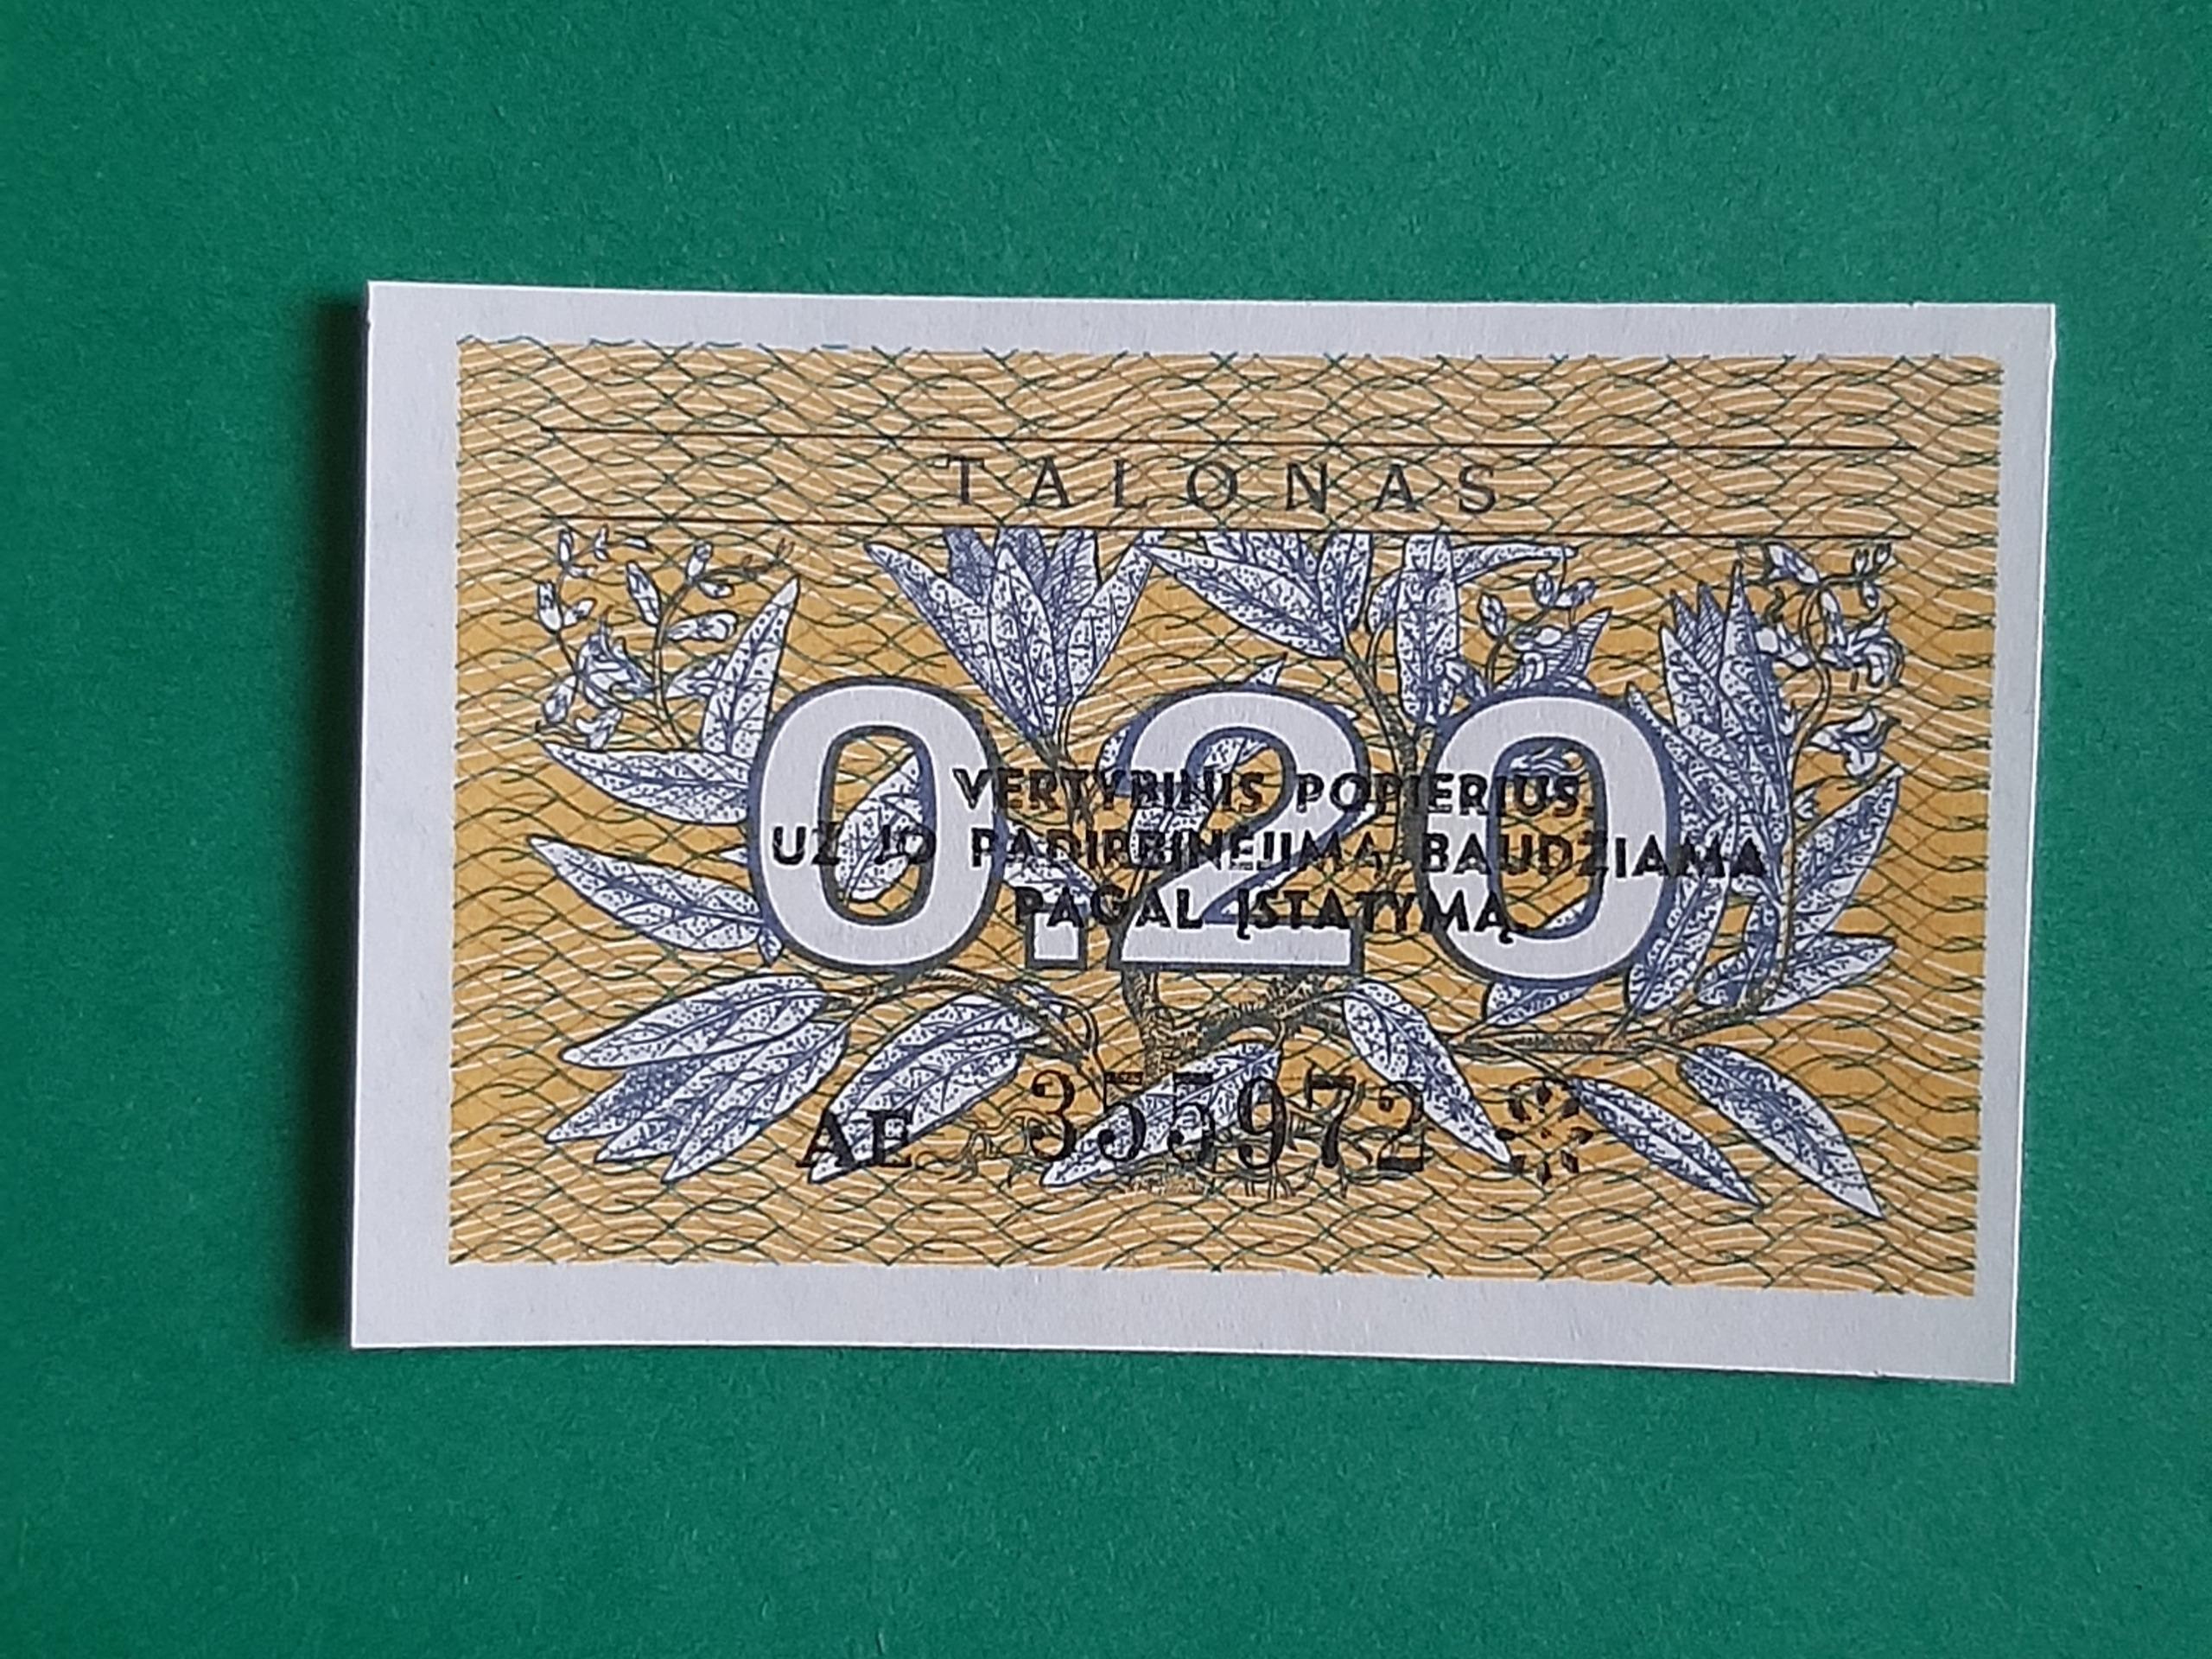 TALONAS
0.20
VERTYBINIS POPIERIUS.
UŽ JO PADIRBINĖJIMĄ BAUDŽIAMA
PAGAL ĮSTATYMĄ.
AE 355972